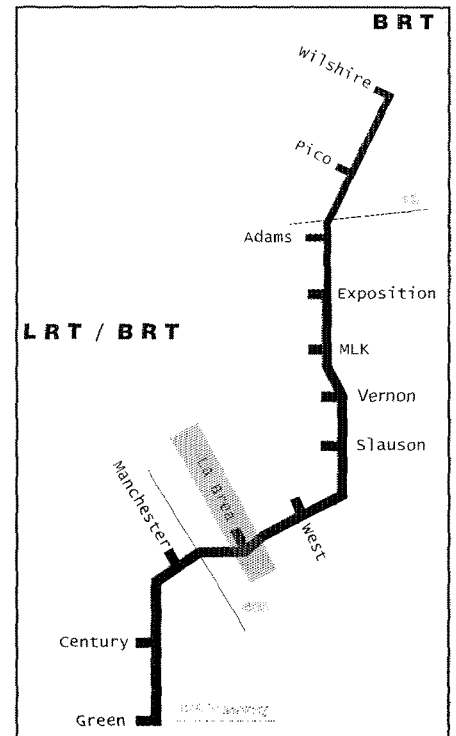 BRT
Wilshire
Pico
Adams
Exposition
LRT / BRT
MLK
Vernon
Slauson
La Brea
Manchester
West
Century
Green